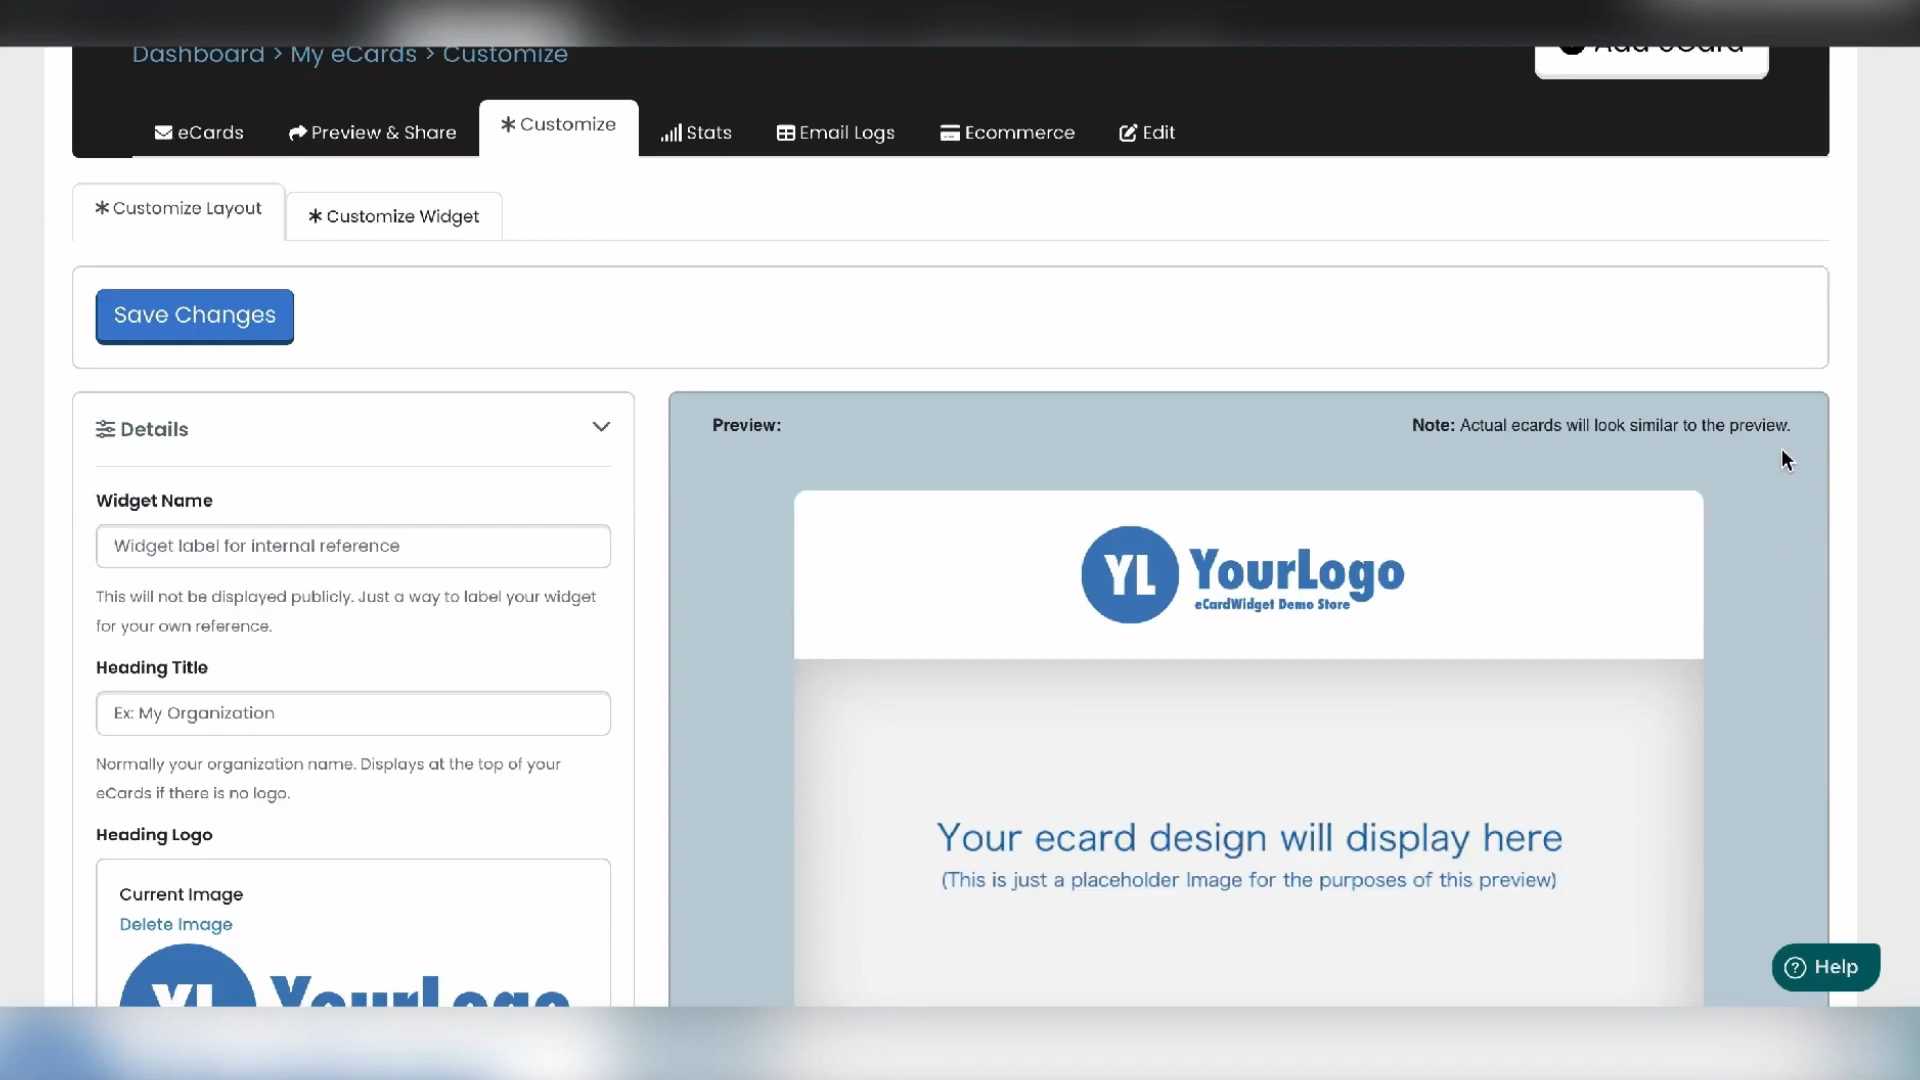 Dashboard > My eCards > Customize
Add eCard
eCards
Preview & Share
Customize
Stats
Email Logs
Ecommerce
Edit
Customize Layout
Customize Widget
Save Changes
Details
Widget Name
Widget label for internal reference
This will not be displayed publicly. Just a way to label your widget
for your own reference.
Heading Title
Ex: My Organization
Normally your organization name. Displays at the top of your
eCards if there is no logo.
Heading Logo
Current Image
Delete Image
YL YourLogo
Preview:
Note: Actual ecards will look similar to the preview.
YL YourLogo
eCardWidget Demo Store
Your ecard design will display here
(This is just a placeholder Image for the purposes of this preview)
Help